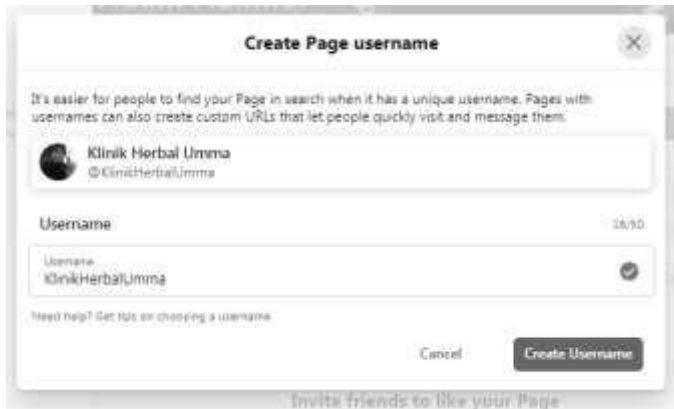 Create Page username
It's easier for people to find your Page in search when it has a unique username. Pages with
usernames can also create custom URLs that let people quickly visit and message them.
Klinik Herbal Umma
@KlinikHerbalUmma
Username
16/50
Username
KlinikHerbalUmma
Need help? Get tips on choosing a username
Cancel
Create Username
Invite friends to like your Page